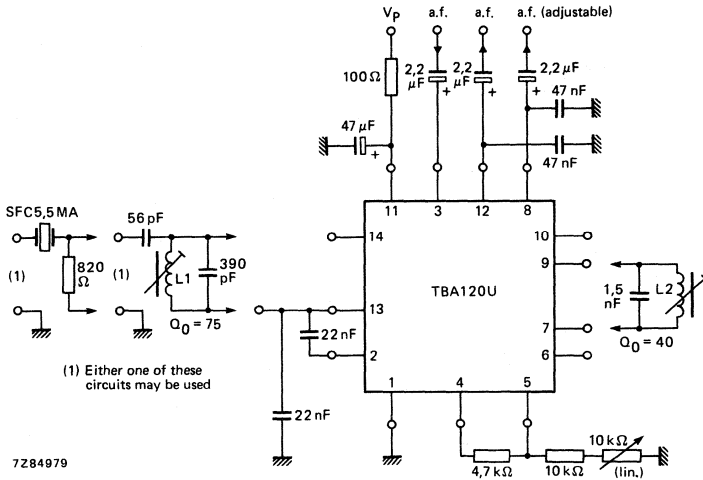 Vp a.f. a.f. a.f. (adjustable)
100Ω
2,2 μF
2,2 μF
2,2 μF
47 nF
47 μF
+ + + +
47 nF
11 3 12 8
SFC5,5MA
56 pF
14
10
9
(1)
820 Ω
(1)
L1
390 pF
TBA120U
1,5 nF
L2
13
7
Q0 = 75
22 nF
2
6
Q0 = 40
(1) Either one of these
circuits may be used
1 4 5
22 nF
10 kΩ
7Z84979
4,7 kΩ 10kΩ (lin.)